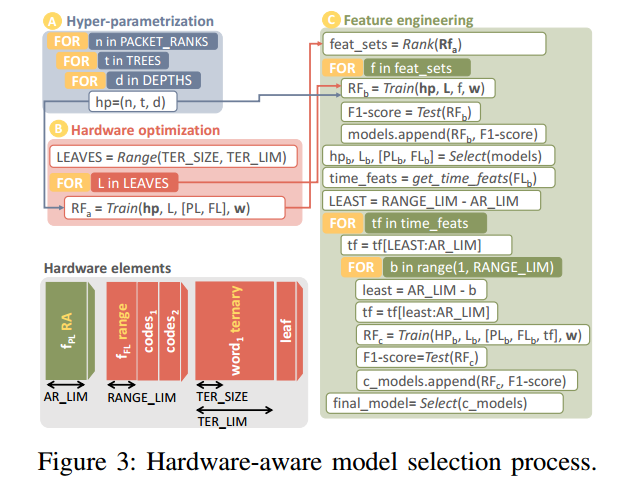 A Hyper-parametrization
FOR n in PACKET_RANKS
FOR t in TREES
FOR d in DEPTHS
hp=(n, t, d)
B Hardware optimization
LEAVES = Range(TER_SIZE, TER_LIM)
FOR L in LEAVES
RFa = Train(hp, L, [PL, FL], w)
Hardware elements
fPL RA
fFL range
codes1
codes2
word1 ternary
leaf
AR_LIM
RANGE_LIM
TER_SIZE
TER_LIM
C Feature engineering
feat_sets = Rank(Rfa)
FOR f in feat_sets
RFb = Train(hp, L, f, w)
F1-score = Test(RFb)
models.append(RFb, F1-score)
hpb, Lb, [PLb, FLb] = Select(models)
time_feats = get_time_feats(FLb)
LEAST = RANGE_LIM - AR_LIM
FOR tf in time_feats
tf = tf[LEAST:AR_LIM]
FOR b in range(1, RANGE_LIM)
least = AR_LIM - b
tf = tf[least:AR_LIM]
RFc = Train(HPb, Lb, [PLb, FLb, tf], w)
F1-score=Test(RFc)
c_models.append(RFc, F1-score)
final_model= Select(c_models)
Figure 3: Hardware-aware model selection process.